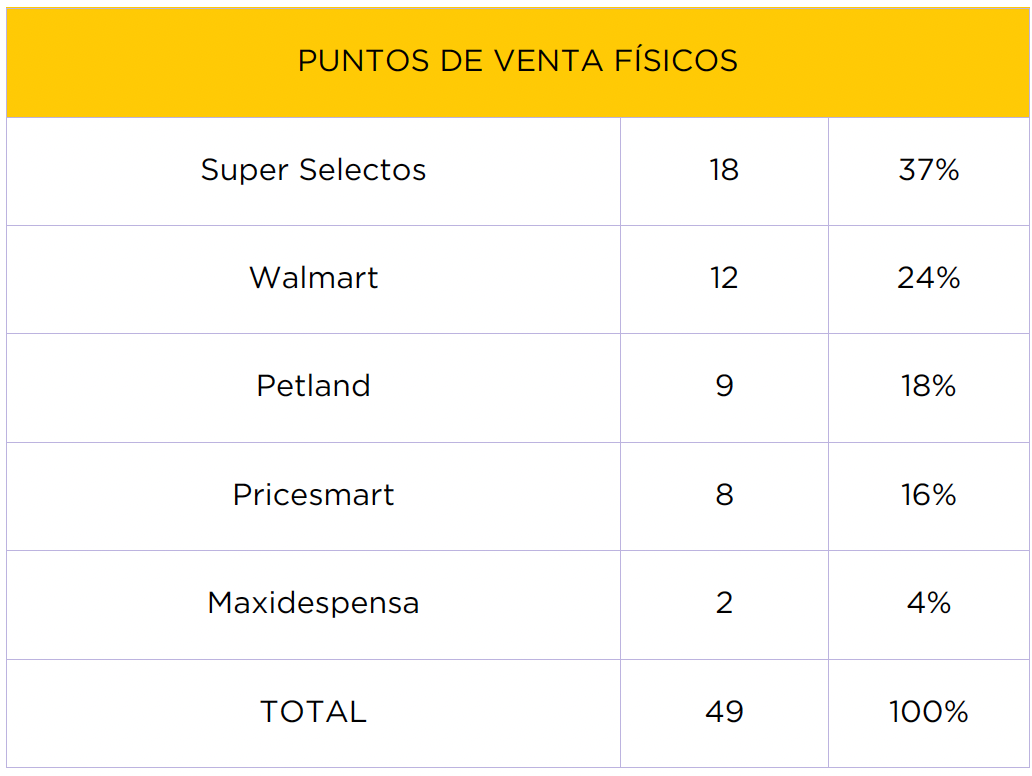 PUNTOS DE VENTA FÍSICOS
Super Selectos 18 37%
Walmart 12 24%
Petland 9 18%
Pricesmart 8 16%
Maxidespensa 2 4%
TOTAL 49 100%